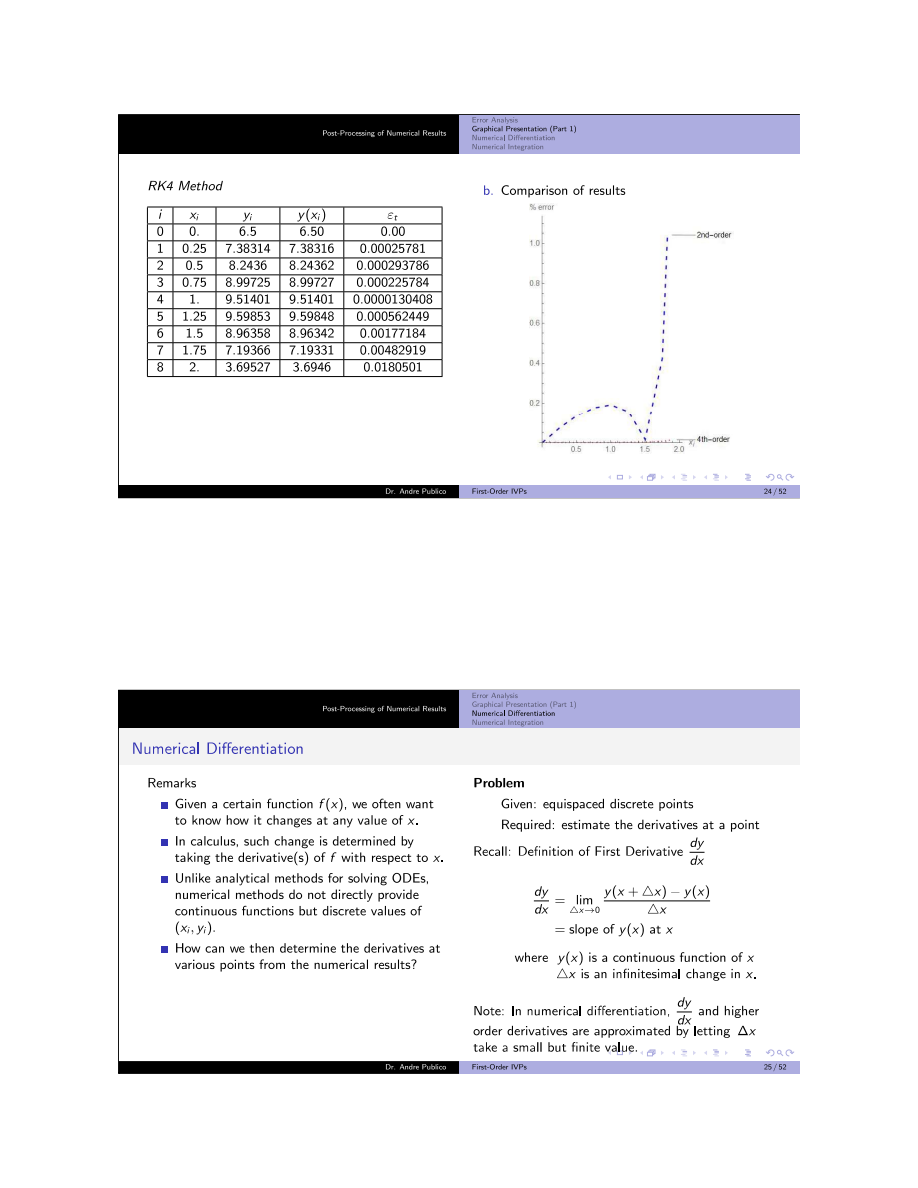 Post-Processing of Numerical Results
Error Analysis
Graphical Presentation (Part 1)
Numerical Differentiation
Numerical Integration
RK4 Method
i xᵢ yᵢ y(xᵢ) εₜ
0 0. 6.5 6.50 0.00
1 0.25 7.38314 7.38316 0.00025781
2 0.5 8.2436 8.24362 0.000293786
3 0.75 8.99725 8.99727 0.000225784
4 1. 9.51401 9.51401 0.0000130408
5 1.25 9.59853 9.59848 0.000562449
6 1.5 8.96358 8.96342 0.00177184
7 1.75 7.19366 7.19331 0.00482919
8 2. 3.69527 3.6946 0.0180501
b. Comparison of results
% error
1.0
0.8
0.6
0.4
0.2
0.5 1.0 1.5 2.0
xᵢ
2nd-order
4th-order
Dr. Andre Publico
First-Order IVPs
24 / 52
Post-Processing of Numerical Results
Error Analysis
Graphical Presentation (Part 1)
Numerical Differentiation
Numerical Integration
Numerical Differentiation
Remarks
Given a certain function f(x), we often want
to know how it changes at any value of x.
In calculus, such change is determined by
taking the derivative(s) of f with respect to x.
Unlike analytical methods for solving ODEs,
numerical methods do not directly provide
continuous functions but discrete values of
(xᵢ, yᵢ).
How can we then determine the derivatives at
various points from the numerical results?
Problem
Given: equispaced discrete points
Required: estimate the derivatives at a point
Recall: Definition of First Derivative dy/dx
dy/dx = lim △x→0 (y(x + △x) − y(x))/△x
= slope of y(x) at x
where y(x) is a continuous function of x
△x is an infinitesimal change in x.
Note: In numerical differentiation, dy/dx and higher
order derivatives are approximated by letting Δx
take a small but finite value.
Dr. Andre Publico
First-Order IVPs
25 / 52